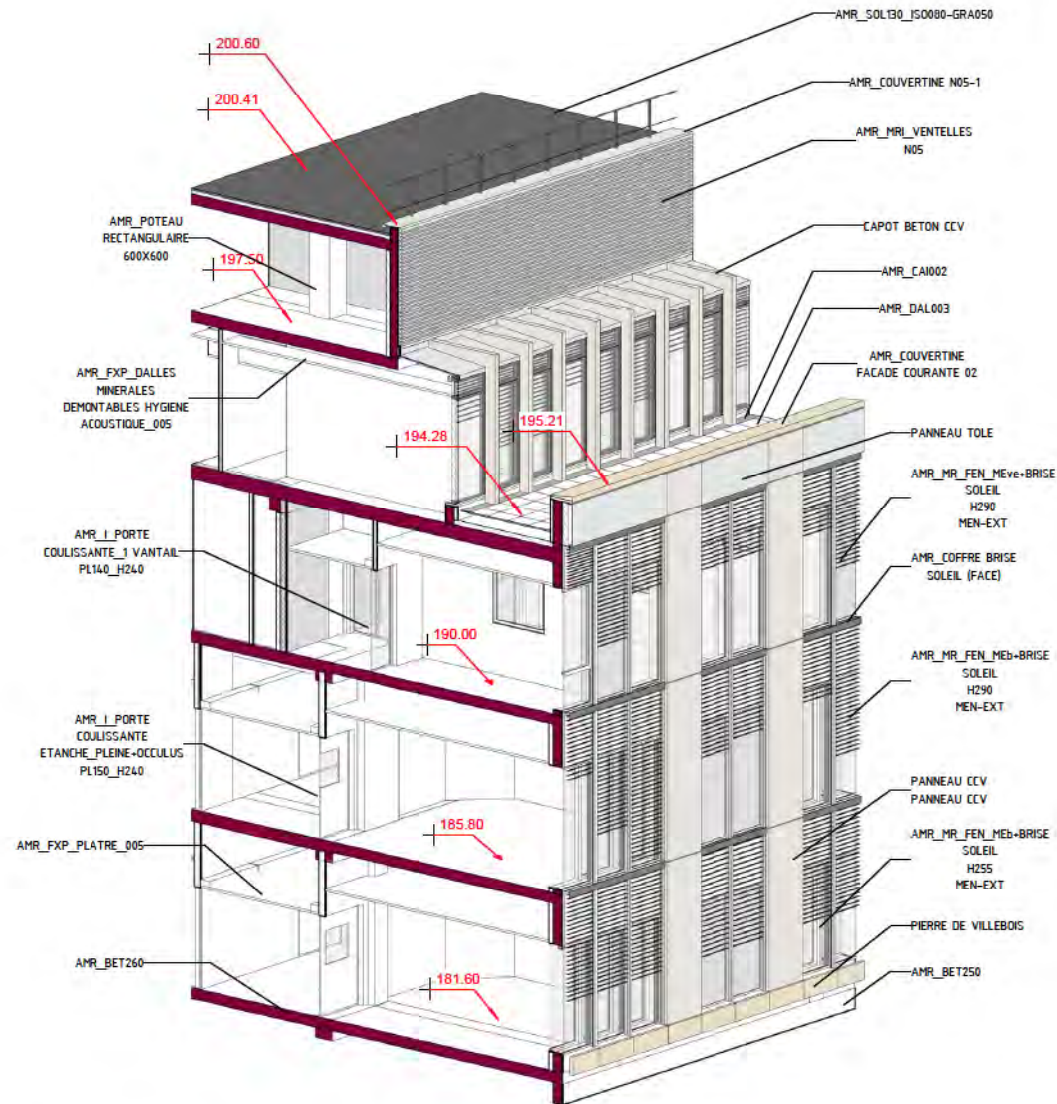 AMR_SOL130_ISO080-GRA050
200.60
AMR_COUVERTINE N05-1
200.41
AMR_MRI_VENTELLES
N05
AMR_POTEAU
RECTANGULAIRE
600X600
CAPOT BETON CCV
197.50
AMR_CAI002
AMR_DAL003
AMR_COUVERTINE
FACADE COURANTE 02
AMR_FXP_DALLES
MINERALES
DEMONTABLES HYGIENE
ACOUSTIQUE_005
195.21
194.28
PANNEAU TOLE
AMR_MR_FEN_MEve+BRISE
SOLEIL
H290
MEN-EXT
AMR_I_PORTE
COULISSANTE_1 VANTAIL
PL140_H240
AMR_COFFRE BRISE
SOLEIL (FACE)
190.00
AMR_MR_FEN_MEb+BRISE
SOLEIL
H290
MEN-EXT
AMR_I_PORTE
COULISSANTE
ETANCHE_PLEINE+OCCULUS
PL150_H240
PANNEAU CCV
PANNEAU CCV
185.80
AMR_FXP_PLATRE_005
AMR_MR_FEN_MEb+BRISE
SOLEIL
H255
MEN-EXT
PIERRE DE VILLEBOIS
AMR_BET260
AMR_BET250
181.60